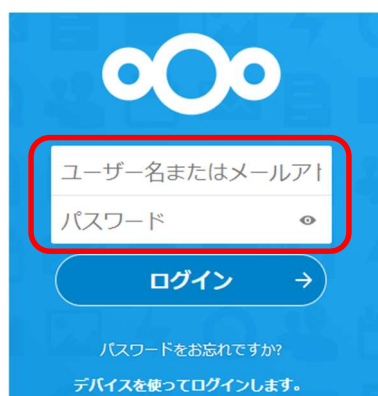 ユーザー名またはメールアド
パスワード
ログイン →
パスワードをお忘れですか?
デバイスを使ってログインします。